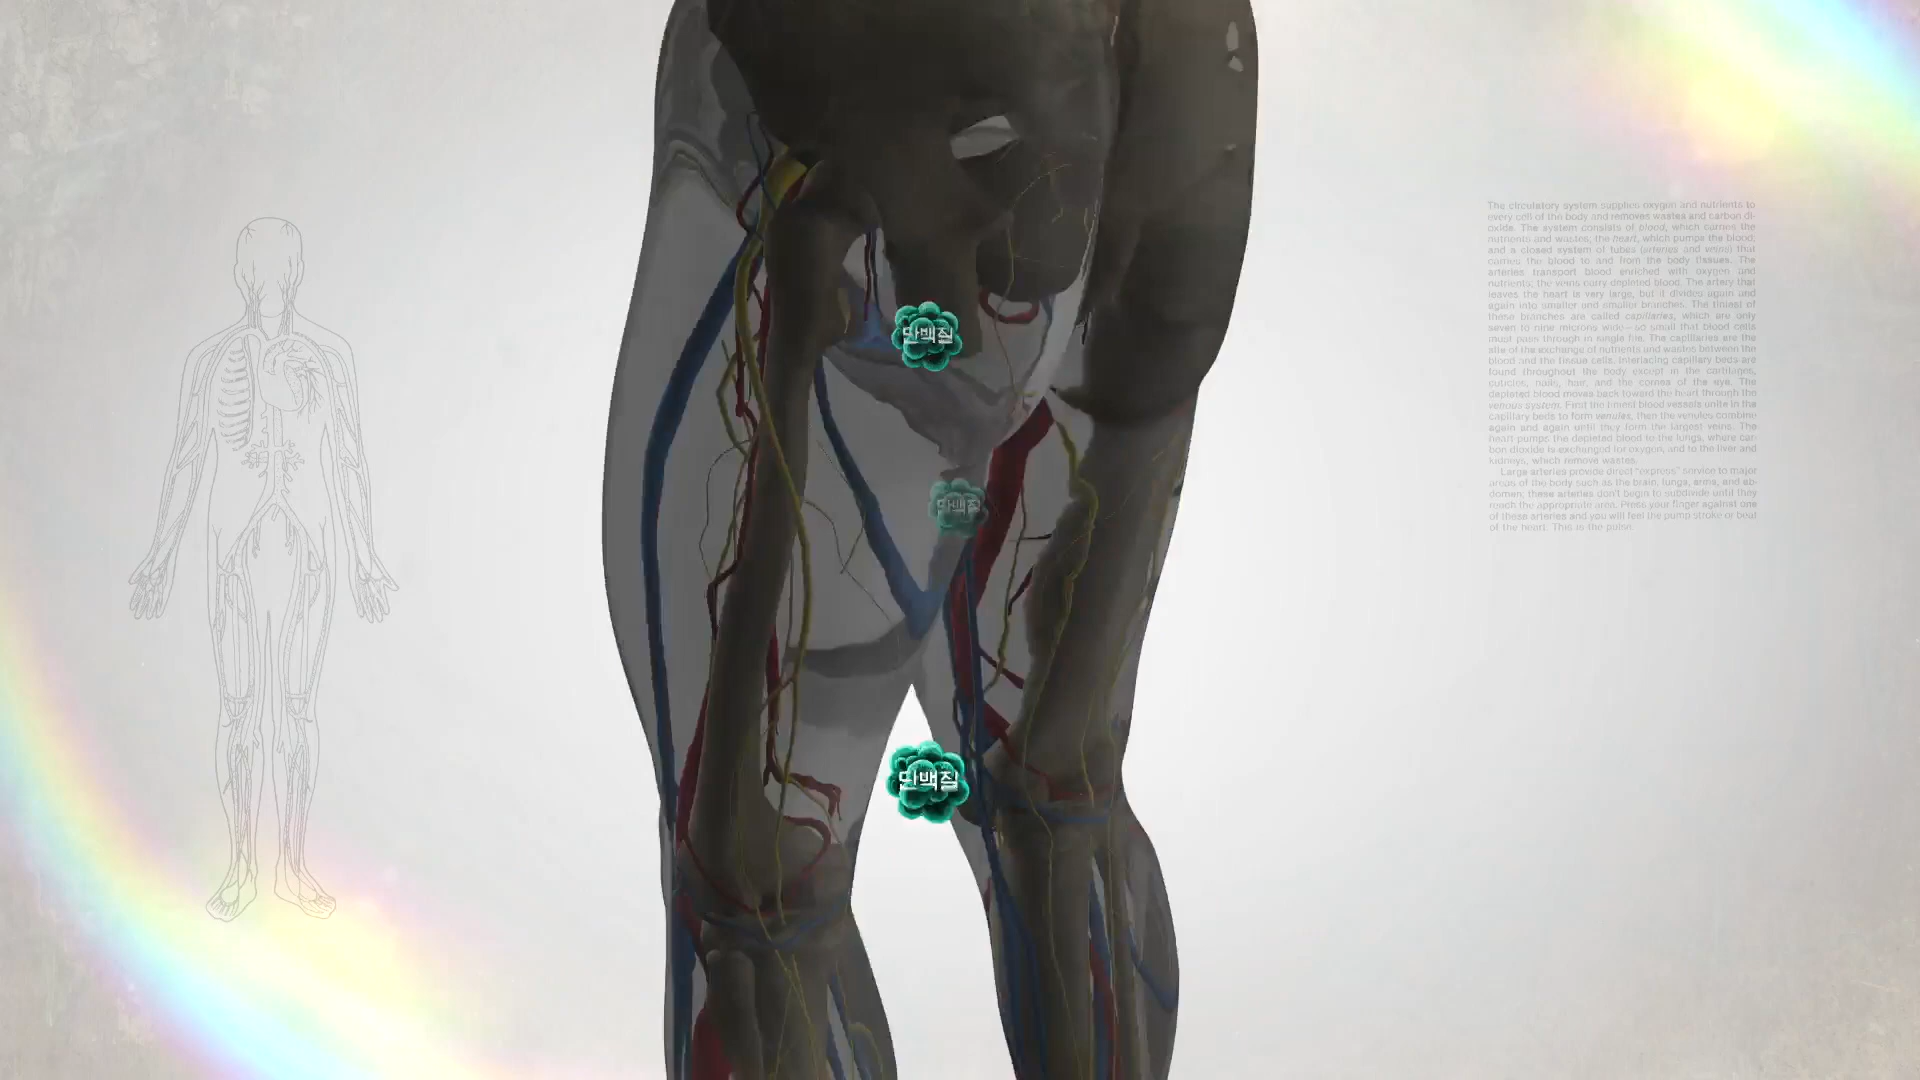 단백질
단백질
단백질
The circulatory system supplies oxygen and nutrients to
every cell of the body and removes wastes and carbon di-
oxide. The system consists of blood, which carries the
nutrients and wastes, the heart, which pumps the blood,
and a closed system of tubes (arteries and veins) that
carries the blood to and from the body tissues. The
arteries transport blood enriched with oxygen and
nutrients; the veins carry depleted blood. The artery that
leaves the heart is very large, but it divides again and
again into smaller and smaller branches. The tiniest of
these branches are called capillaries, which are only
seven to nine microns wide—so small that blood cells
must pass through in single file. The capillaries are the
site of the exchange of nutrients and wastes between the
blood and the tissue cells. Interlacing capillary beds are
found throughout the body except in the cartilages,
cuticles, nails, hair, and the cornea of the eye. The
depleted blood moves back toward the heart through the
venous system. First the tiniest blood vessels unite in the
capillary beds to form venules, then the venules combine
again and again until they form the largest veins. The
heart pumps the depleted blood to the lungs, where car-
bon dioxide is exchanged for oxygen, and to the liver and
kidneys, which remove wastes.
Large arteries provide direct "express" service to major
areas of the body such as the brain, lungs, arms, and ab-
domen; these arteries don't begin to subdivide until they
reach the appropriate area. Press your finger against one
of these arteries and you will feel the pump stroke or beat
of the heart. This is the pulse.